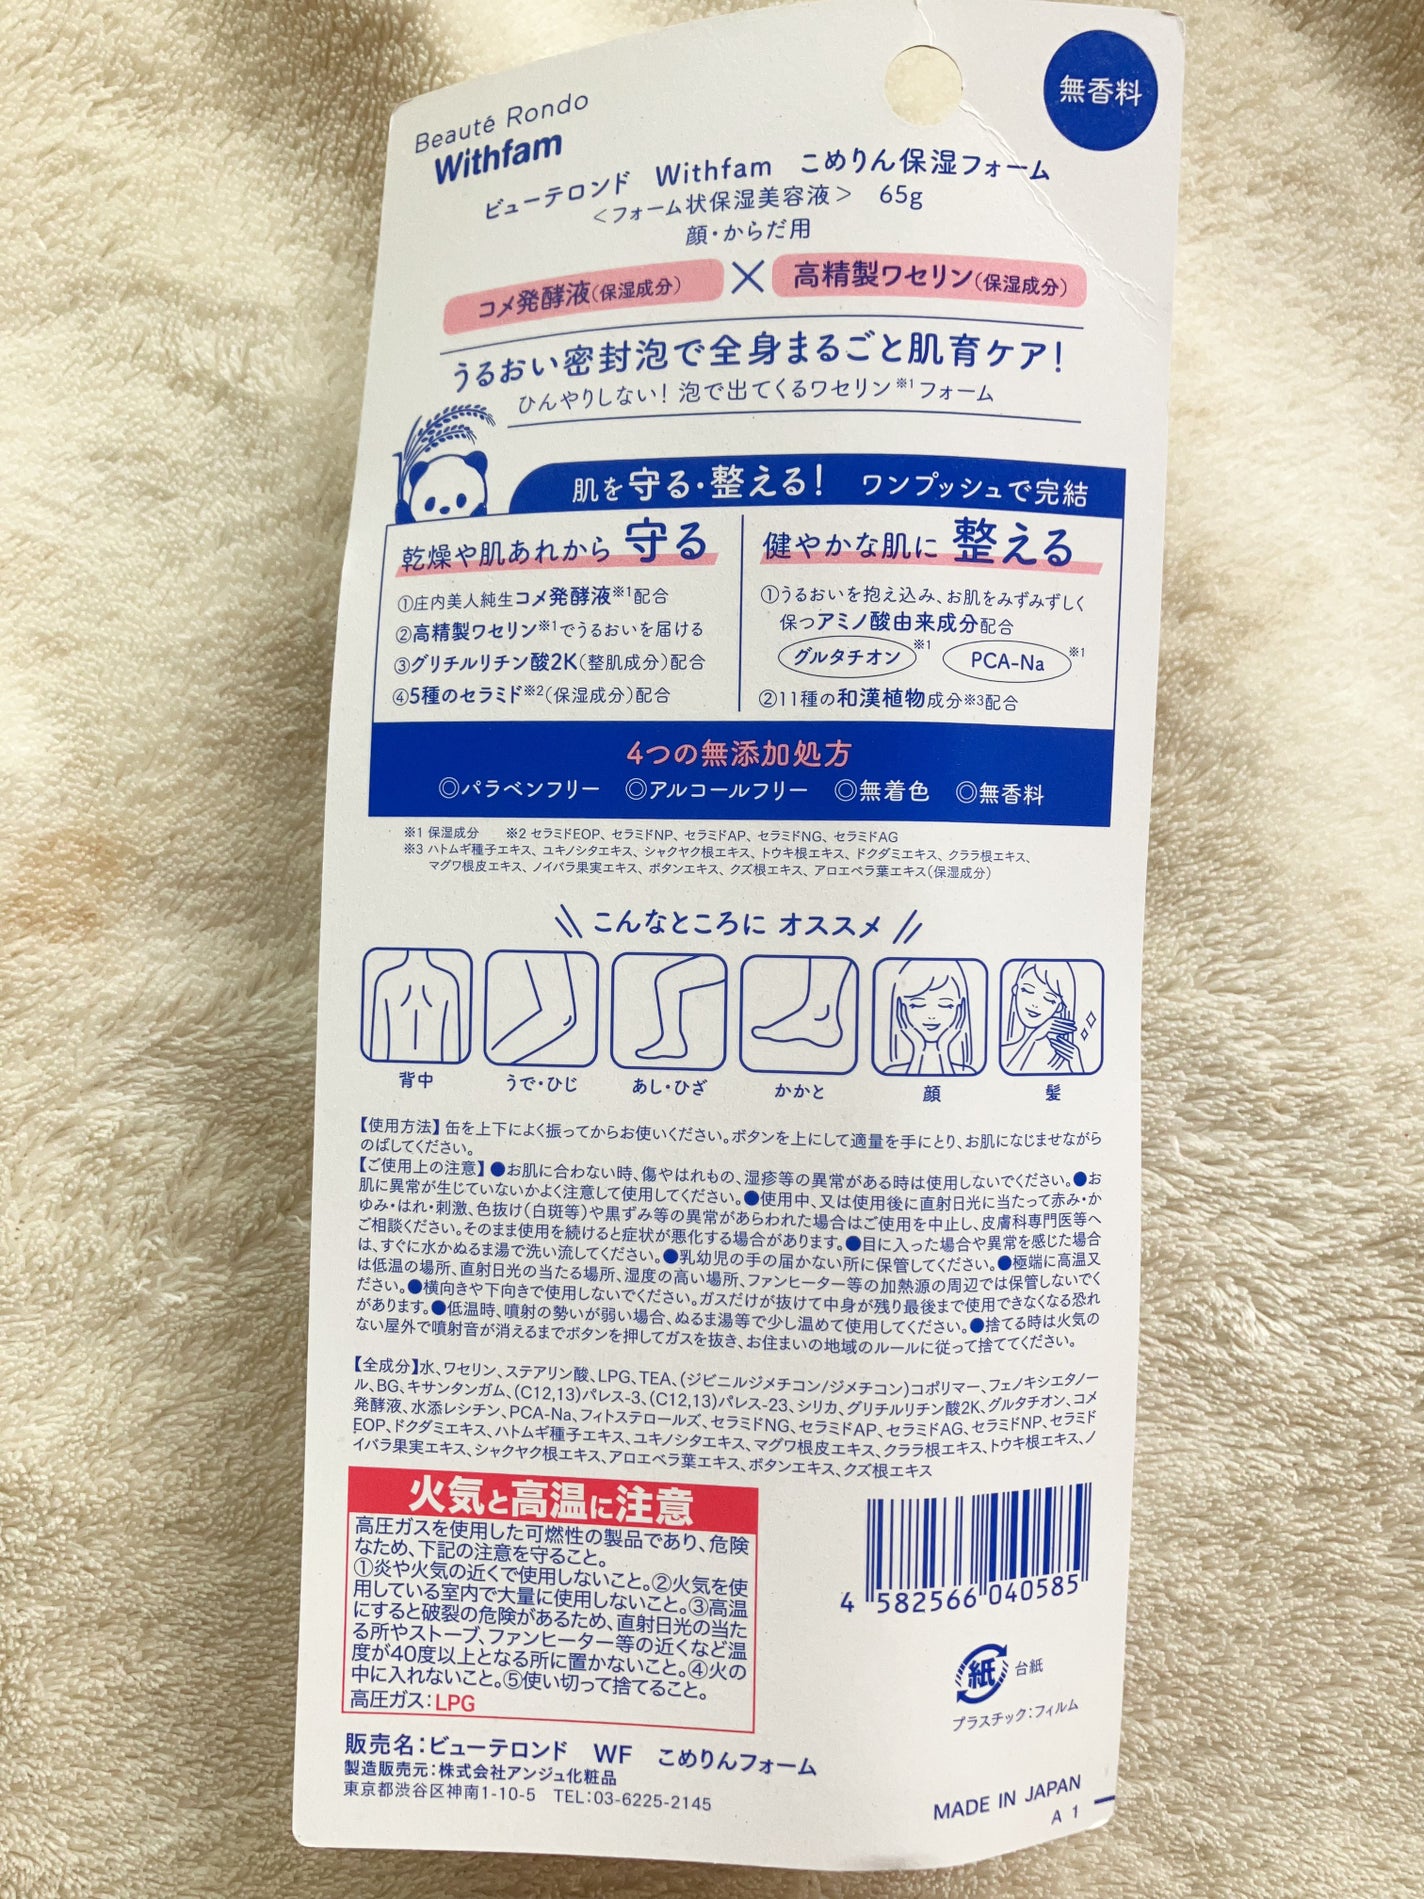 無香料
Beauté Rondo
Withfam
ビューテロンド Withfam こめりん保湿フォーム
＜フォーム状保湿美容液＞ 65g
顔・からだ用
コメ発酵液(保湿成分) × 高精製ワセリン(保湿成分)
うるおい密封泡で全身まるごと肌育ケア！
ひんやりしない！泡で出てくるワセリン※1フォーム
肌を守る・整える！ ワンプッシュで完結
乾燥や肌あれから 守る
①庄内美人純生コメ発酵液※1配合
②高精製ワセリン※1でうるおいを届ける
③グリチルリチン酸2K(整肌成分)配合
④5種のセラミド※2(保湿成分)配合
健やかな肌に 整える
①うるおいを抱え込み、お肌をみずみずしく
保つアミノ酸由来成分配合
グルタチオン※1 PCA-Na※1
②11種の和漢植物成分※3配合
4つの無添加処方
◎パラベンフリー ◎アルコールフリー ◎無着色 ◎無香料
※1 保湿成分 ※2 セラミドEOP、セラミドNP、セラミドAP、セラミドNG、セラミドAG
※3 ハトムギ種子エキス、ユキノシタエキス、シャクヤク根エキス、トウキ根エキス、ドクダミエキス、クララ根エキス、
マグワ根皮エキス、ノイバラ果実エキス、ボタンエキス、クズ根エキス、アロエベラ葉エキス(保湿成分)
\\ こんなところに オススメ //
背中 うで・ひじ あし・ひざ かかと 顔 髪
【使用方法】缶を上下によく振ってからお使いください。ボタンを上にして適量を手にとり、お肌になじませながら
のばしてください。
【ご使用上の注意】●お肌に合わない時、傷やはれもの、湿疹等の異常がある時は使用しないでください。●お
肌に異常が生じていないかよく注意して使用してください。●使用中、又は使用後に直射日光に当たって赤み・か
ゆみ・はれ・刺激、色抜け(白斑等)や黒ずみ等の異常があらわれた場合はご使用を中止し、皮膚科専門医等へ
ご相談ください。そのまま使用を続けると症状が悪化する場合があります。●目に入った場合や異常を感じた場合
は、すぐに水かぬるま湯で洗い流してください。●乳幼児の手の届かない所に保管してください。●極端に高温又
は低温の場所、直射日光の当たる場所、湿度の高い場所、ファンヒーター等の加熱源の周辺では保管しないでく
ださい。●横向きや下向きで使用しないでください。ガスだけが抜けて中身が残り最後まで使用できなくなる恐れ
があります。●低温時、噴射の勢いが弱い場合、ぬるま湯等で少し温めて使用してください。●捨てる時は火気の
ない屋外で噴射音が消えるまでボタンを押してガスを抜き、お住まいの地域のルールに従って捨ててください。
【全成分】水、ワセリン、ステアリン酸、LPG、TEA、(ジビニルジメチコン/ジメチコン)コポリマー、フェノキシエタノー
ル、BG、キサンタンガム、(C12,13)パレス-3、(C12,13)パレス-23、シリカ、グリチルリチン酸2K、グルタチオン、コメ
発酵液、水添レシチン、PCA-Na、フィトステロールズ、セラミドNG、セラミドAP、セラミドAG、セラミドNP、セラミド
EOP、ドクダミエキス、ハトムギ種子エキス、ユキノシタエキス、マグワ根皮エキス、クララ根エキス、トウキ根エキス、ノ
イバラ果実エキス、シャクヤク根エキス、アロエベラ葉エキス、ボタンエキス、クズ根エキス
火気と高温に注意
高圧ガスを使用した可燃性の製品であり、危険
なため、下記の注意を守ること。
①炎や火気の近くで使用しないこと。②火気を使
用している室内で大量に使用しないこと。③高温
にすると破裂の危険があるため、直射日光の当た
る所やストーブ、ファンヒーター等の近くなど温
度が40度以上となる所に置かないこと。④火の
中に入れないこと。⑤使い切って捨てること。
高圧ガス：LPG
4 582566 040585
紙 台紙
プラスチック：フィルム
販売名：ビューテロンド WF こめりんフォーム
製造販売元：株式会社アンジュ化粧品
東京都渋谷区神南1-10-5 TEL：03-6225-2145
MADE IN JAPAN
A 1